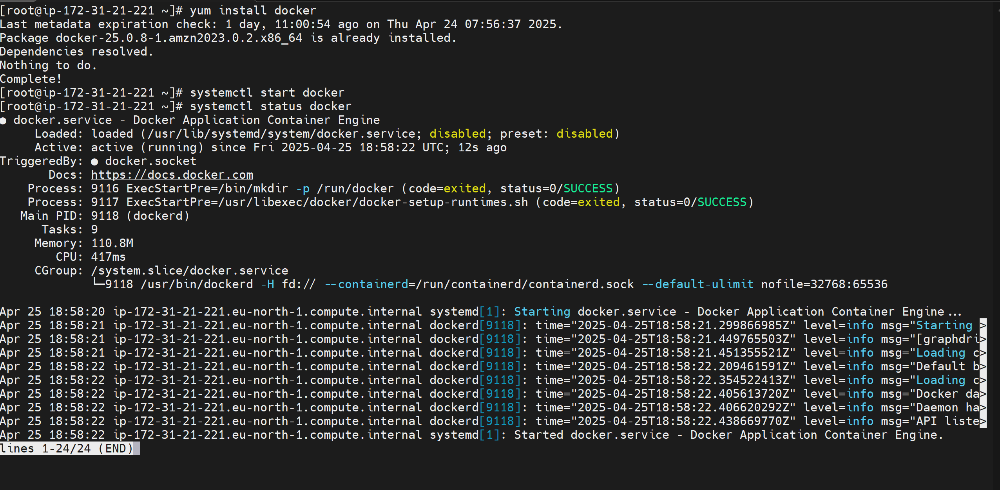 [root@ip-172-31-21-221 ~]# yum install docker
Last metadata expiration check: 1 day, 11:00:54 ago on Thu Apr 24 07:56:37 2025.
Package docker-25.0.8-1.amzn2023.0.2.x86_64 is already installed.
Dependencies resolved.
Nothing to do.
Complete!
[root@ip-172-31-21-221 ~]# systemctl start docker
[root@ip-172-31-21-221 ~]# systemctl status docker
● docker.service - Docker Application Container Engine
     Loaded: loaded (/usr/lib/systemd/system/docker.service; disabled; preset: disabled)
     Active: active (running) since Fri 2025-04-25 18:58:22 UTC; 12s ago
TriggeredBy: ● docker.socket
       Docs: https://docs.docker.com
    Process: 9116 ExecStartPre=/bin/mkdir -p /run/docker (code=exited, status=0/SUCCESS)
    Process: 9117 ExecStartPre=/usr/libexec/docker/docker-setup-runtimes.sh (code=exited, status=0/SUCCESS)
   Main PID: 9118 (dockerd)
      Tasks: 9
     Memory: 110.8M
        CPU: 417ms
     CGroup: /system.slice/docker.service
             └─9118 /usr/bin/dockerd -H fd:// --containerd=/run/containerd/containerd.sock --default-ulimit nofile=32768:65536

Apr 25 18:58:20 ip-172-31-21-221.eu-north-1.compute.internal systemd[1]: Starting docker.service - Docker Application Container Engine...
Apr 25 18:58:21 ip-172-31-21-221.eu-north-1.compute.internal dockerd[9118]: time="2025-04-25T18:58:21.299866985Z" level=info msg="Starting >
Apr 25 18:58:21 ip-172-31-21-221.eu-north-1.compute.internal dockerd[9118]: time="2025-04-25T18:58:21.449765503Z" level=info msg="[graphdri>
Apr 25 18:58:21 ip-172-31-21-221.eu-north-1.compute.internal dockerd[9118]: time="2025-04-25T18:58:21.451355521Z" level=info msg="Loading c>
Apr 25 18:58:22 ip-172-31-21-221.eu-north-1.compute.internal dockerd[9118]: time="2025-04-25T18:58:22.209461591Z" level=info msg="Default b>
Apr 25 18:58:22 ip-172-31-21-221.eu-north-1.compute.internal dockerd[9118]: time="2025-04-25T18:58:22.354522413Z" level=info msg="Loading c>
Apr 25 18:58:22 ip-172-31-21-221.eu-north-1.compute.internal dockerd[9118]: time="2025-04-25T18:58:22.405613720Z" level=info msg="Docker da>
Apr 25 18:58:22 ip-172-31-21-221.eu-north-1.compute.internal dockerd[9118]: time="2025-04-25T18:58:22.406620292Z" level=info msg="Daemon ha>
Apr 25 18:58:22 ip-172-31-21-221.eu-north-1.compute.internal dockerd[9118]: time="2025-04-25T18:58:22.438669770Z" level=info msg="API liste>
Apr 25 18:58:22 ip-172-31-21-221.eu-north-1.compute.internal systemd[1]: Started docker.service - Docker Application Container Engine.
lines 1-24/24 (END)